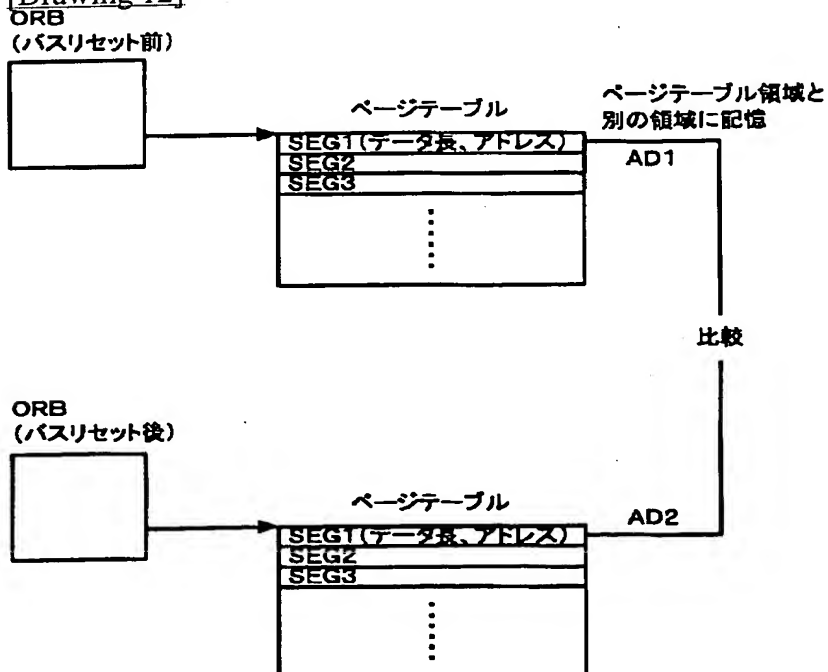 [Drawing 12]
ORB
(バスリセット前)
ページテーブル
ページテーブル領域と
別の領域に記憶
SEG1(データ長、アドレス)
SEG2
SEG3
AD1
比較
ORB
(バスリセット後)
ページテーブル
SEG1(データ長、アドレス)
SEG2
SEG3
AD2